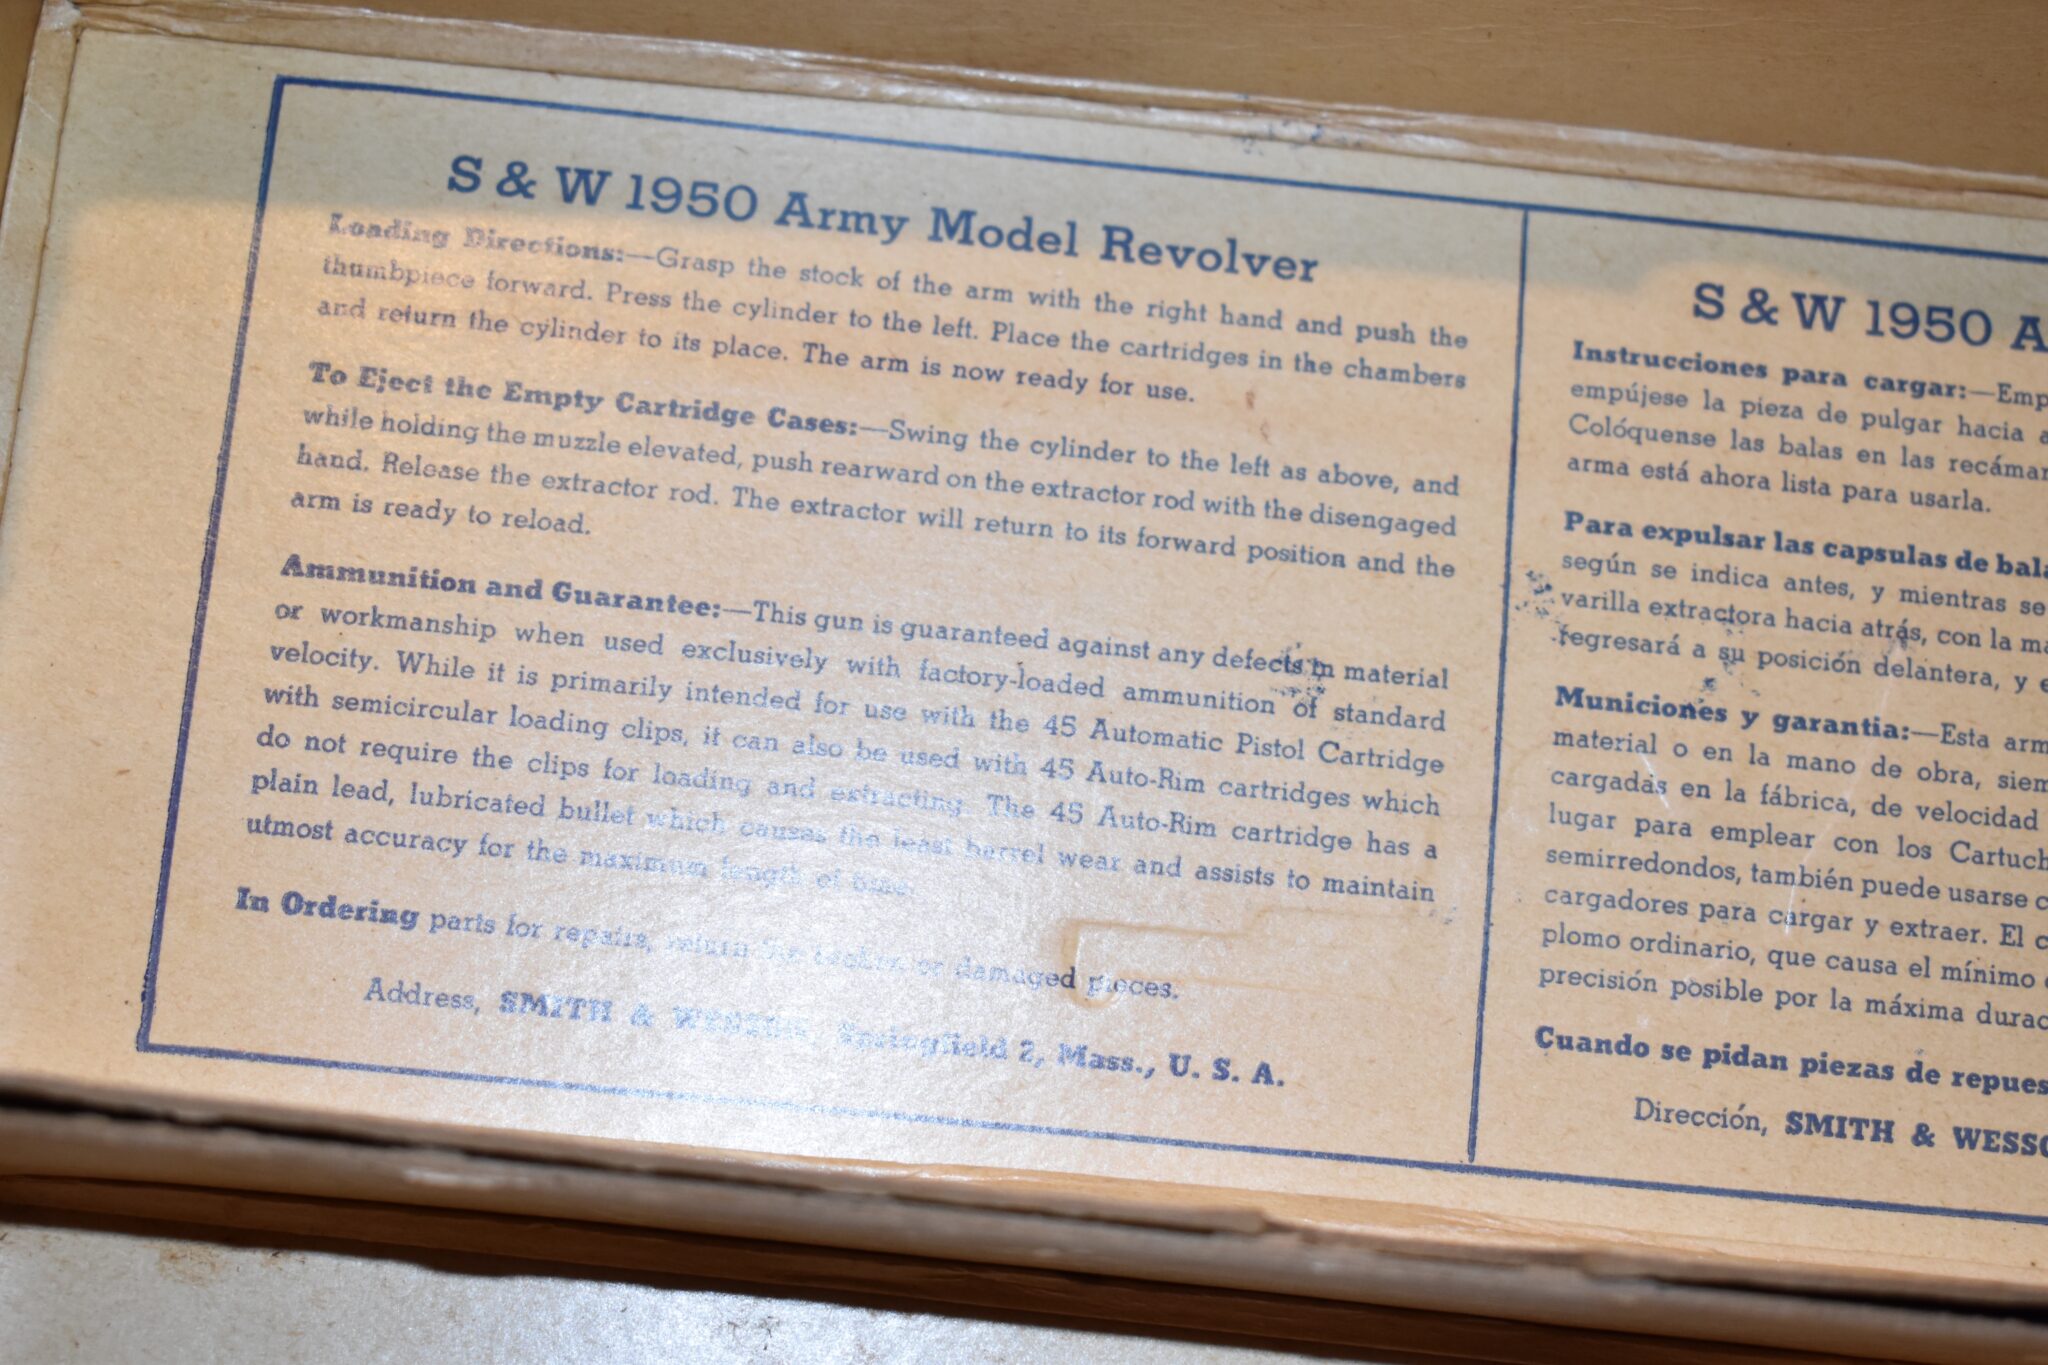 S & W 1950 Army Model Revolver
Loading Directions:—Grasp the stock of the arm with the right hand and push the
thumbpiece forward. Press the cylinder to the left. Place the cartridges in the chambers
and return the cylinder to its place. The arm is now ready for use.
To Eject the Empty Cartridge Cases:—Swing the cylinder to the left as above, and
while holding the muzzle elevated, push rearward on the extractor rod with the disengaged
hand. Release the extractor rod. The extractor will return to its forward position and the
arm is ready to reload.
Ammunition and Guarantee:—This gun is guaranteed against any defects in material
or workmanship when used exclusively with factory-loaded ammunition of standard
velocity. While it is primarily intended for use with the 45 Automatic Pistol Cartridge
with semicircular loading clips, it can also be used with 45 Auto-Rim cartridges which
do not require the clips for loading and extracting. The 45 Auto-Rim cartridge has a
plain lead, lubricated bullet which causes the least barrel wear and assists to maintain
utmost accuracy for the maximum length of time.
In Ordering parts for repairs, return the broken or damaged pieces.
Address, SMITH & WESSON, Springfield 2, Mass., U. S. A.
S & W 1950 A
Instrucciones para cargar:—Emp
empújese la pieza de pulgar hacia a
Colóquense las balas en las recámar
arma está ahora lista para usarla.
Para expulsar las capsulas de bala
según se indica antes, y mientras se
varilla extractora hacia atrás, con la ma
regresará a su posición delantera, y e
Municiones y garantia:—Esta arm
material o en la mano de obra, siem
cargadas en la fábrica, de velocidad
lugar para emplear con los Cartuch
semirredondos, también puede usarse c
cargadores para cargar y extraer. El c
plomo ordinario, que causa el mínimo
precisión posible por la máxima durac
Cuando se pidan piezas de repues
Dirección, SMITH & WESSO